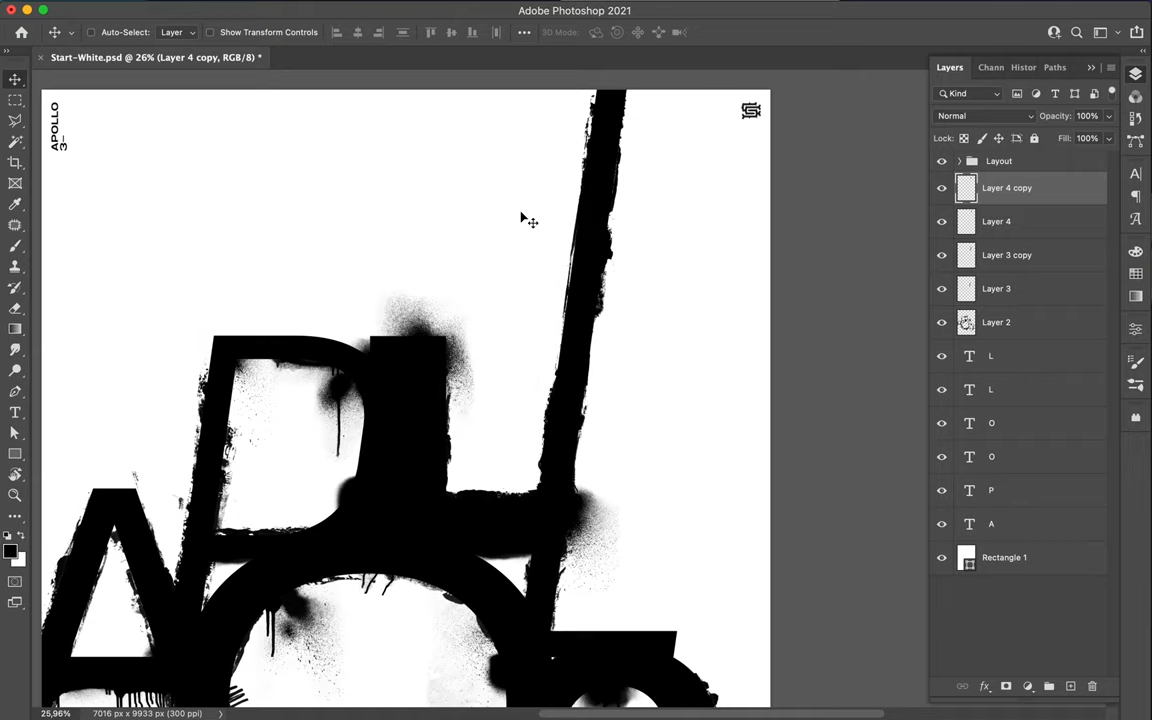 Adobe Photoshop 2021
Auto-Select: Layer Show Transform Controls 3D Mode:
Start-White.psd @ 26% (Layer 4 copy, RGB/8) *
Layers Chann Histor Paths
Kind
Normal Opacity: 100%
Lock: Fill: 100%
Layout
Layer 4 copy
Layer 4
Layer 3 copy
Layer 3
Layer 2
L
L
O
O
P
A
Rectangle 1
APOLLO
3–
25,96% 7016 px x 9933 px (300 ppi)